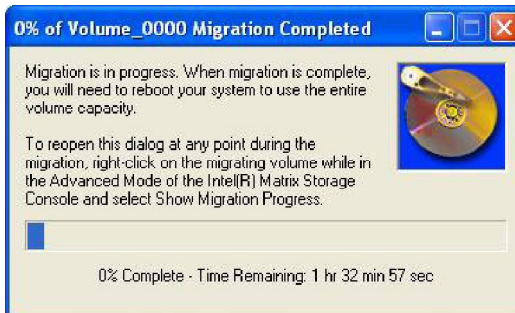 0% of Volume_0000 Migration Completed
Migration is in progress. When migration is complete,
you will need to reboot your system to use the entire
volume capacity.
To reopen this dialog at any point during the
migration, right-click on the migrating volume while in
the Advanced Mode of the Intel(R) Matrix Storage
Console and select Show Migration Progress.
0% Complete - Time Remaining: 1 hr 32 min 57 sec